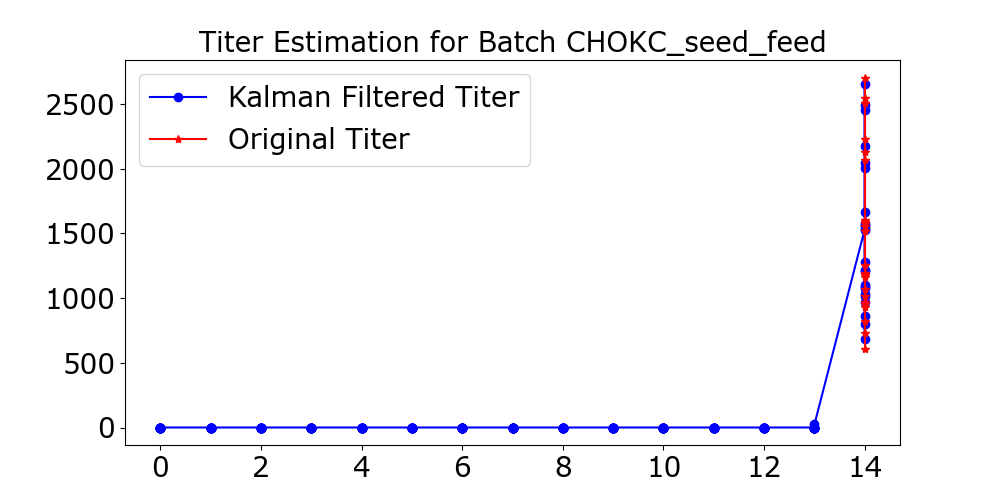 Titer Estimation for Batch CHOKC_seed_feed
Kalman Filtered Titer
Original Titer
2500
2000
1500
1000
500
0
0 2 4 6 8 10 12 14